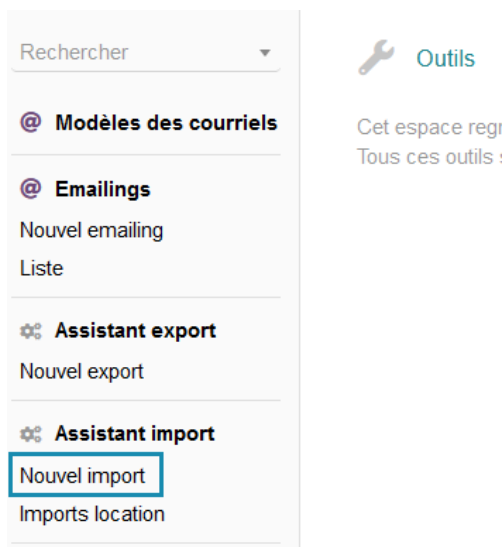 Rechercher
Outils
@ Modèles des courriels
Cet espace
Tous ces outils
@ Emailings
Nouvel emailing
Liste
Assistant export
Nouvel export
Assistant import
Nouvel import
Imports location